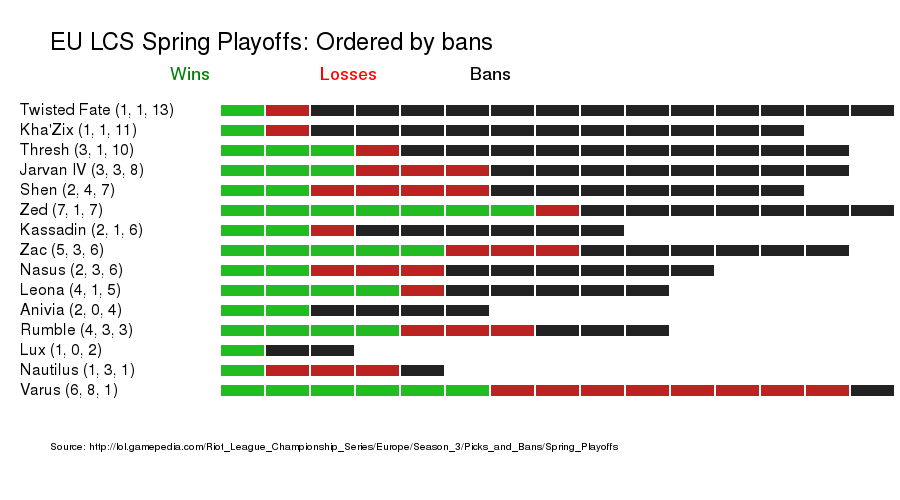 EU LCS Spring Playoffs: Ordered by bans
Wins Losses Bans
Twisted Fate (1, 1, 13)
Kha'Zix (1, 1, 11)
Thresh (3, 1, 10)
Jarvan IV (3, 3, 8)
Shen (2, 4, 7)
Zed (7, 1, 7)
Kassadin (2, 1, 6)
Zac (5, 3, 6)
Nasus (2, 3, 6)
Leona (4, 1, 5)
Anivia (2, 0, 4)
Rumble (4, 3, 3)
Lux (1, 0, 2)
Nautilus (1, 3, 1)
Varus (6, 8, 1)
Source: http://lol.gamepedia.com/Riot_League_Championship_Series/Europe/Season_3/Picks_and_Bans/Spring_Playoffs